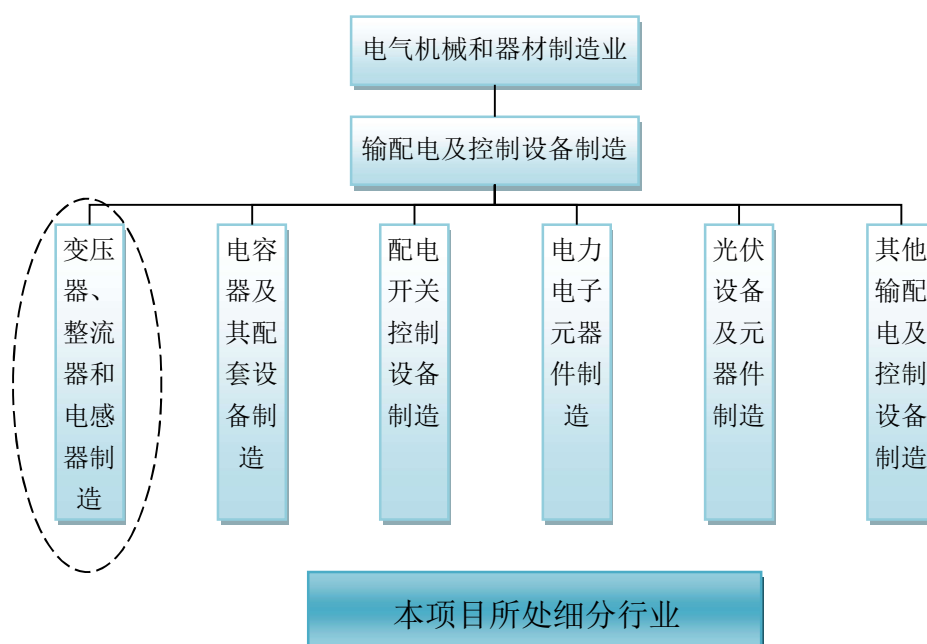 电气机械和器材制造业
输配电及控制设备制造
变压
器、
整流
器和
电感
器制
造
电容
器及
其配
套设
备制
造
配电
开关
控制
设备
制造
电力
电子
元器
件制
造
光伏
设备
及元
器件
制造
其他
输配
电及
控制
设备
制造
本项目所处细分行业